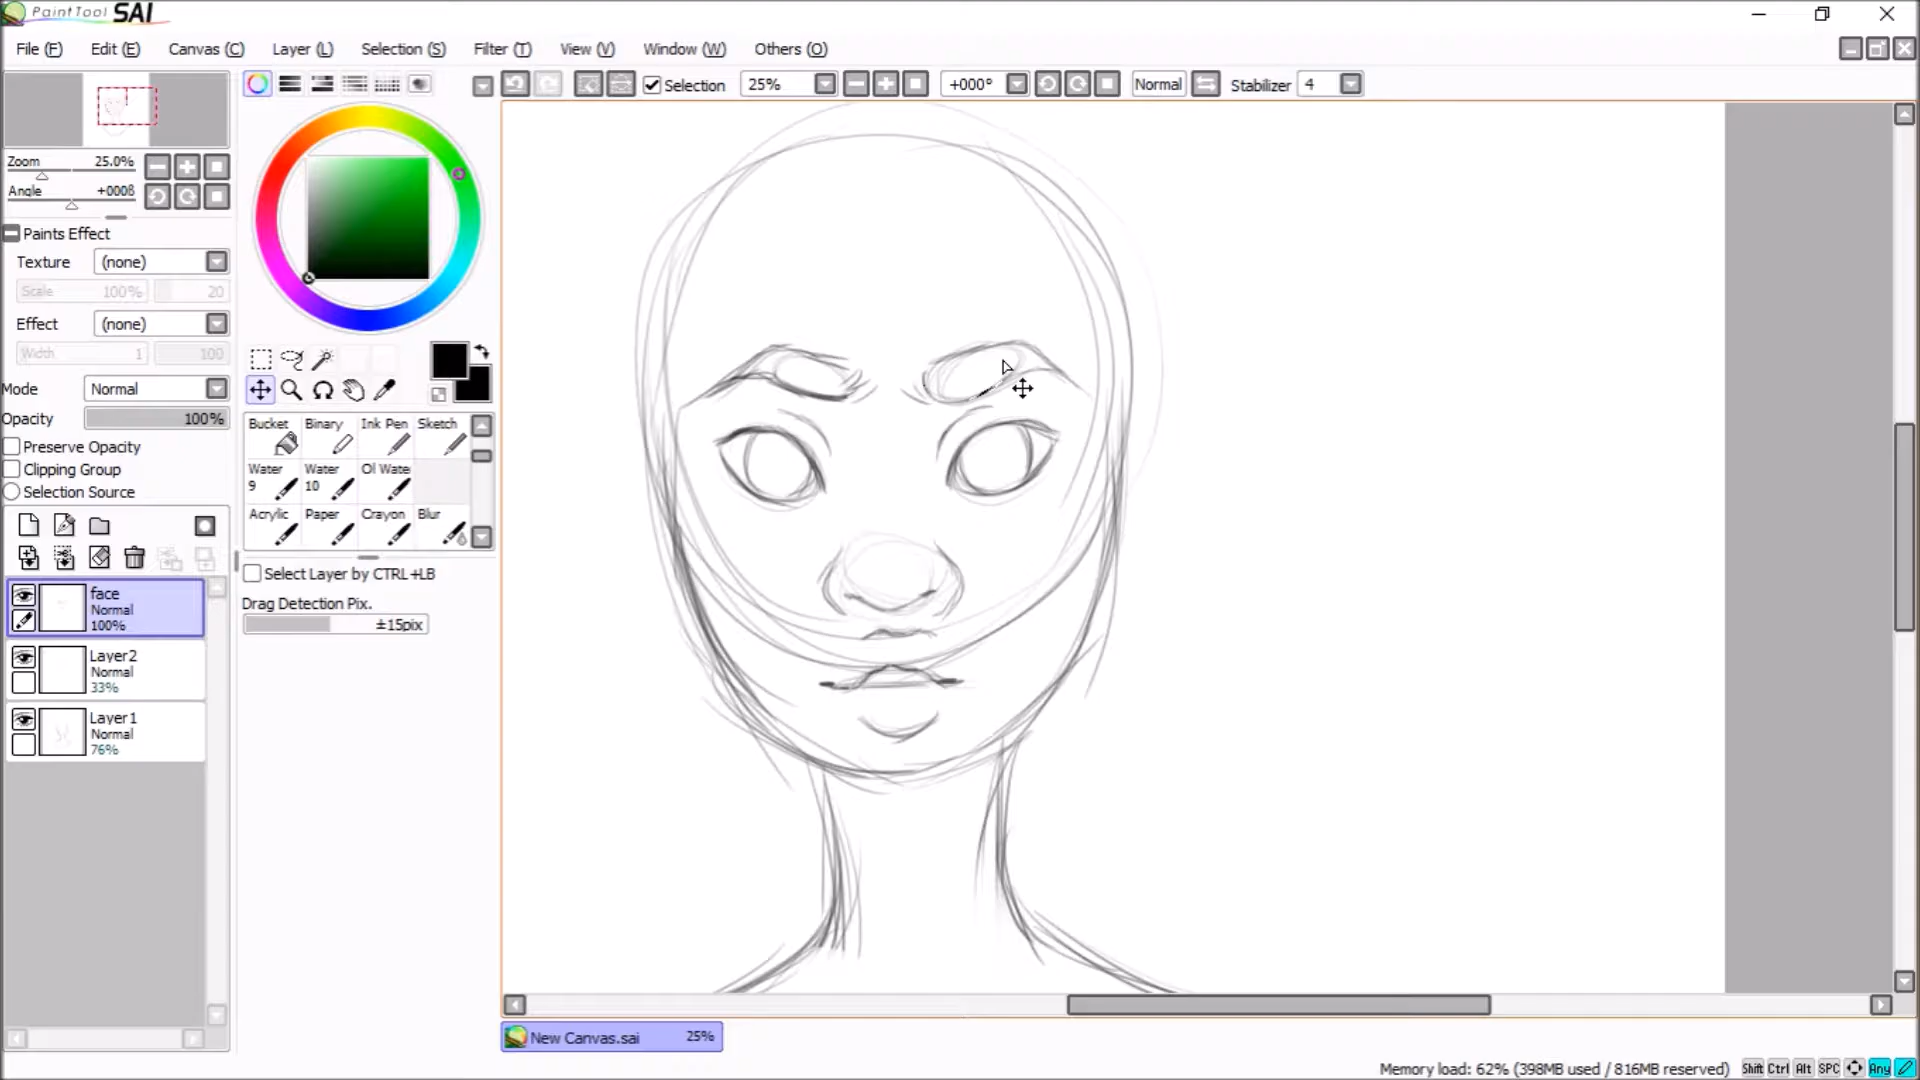 PaintTool SAI
File (F) Edit (E) Canvas (C) Layer (L) Selection (S) Filter (T) View (V) Window (W) Others (O)
Selection 25% +000° Normal Stabilizer 4
Zoom 25.0%
Angle +000ß
Paints Effect
Texture (none)
Scale 100% 20
Effect (none)
Width 1 100
Mode Normal
Opacity 100%
Preserve Opacity
Clipping Group
Selection Source
face
Normal
100%
Layer2
Normal
33%
Layer1
Normal
76%
Bucket Binary Ink Pen Sketch
Water 9 Water 10 Ol Wate
Acrylic Paper Crayon Blur
Select Layer by CTRL+LB
Drag Detection Pix.
±15pix
New Canvas.sai 25%
Memory load: 62% (398MB used / 816MB reserved) Shift Ctrl Alt SPC Any